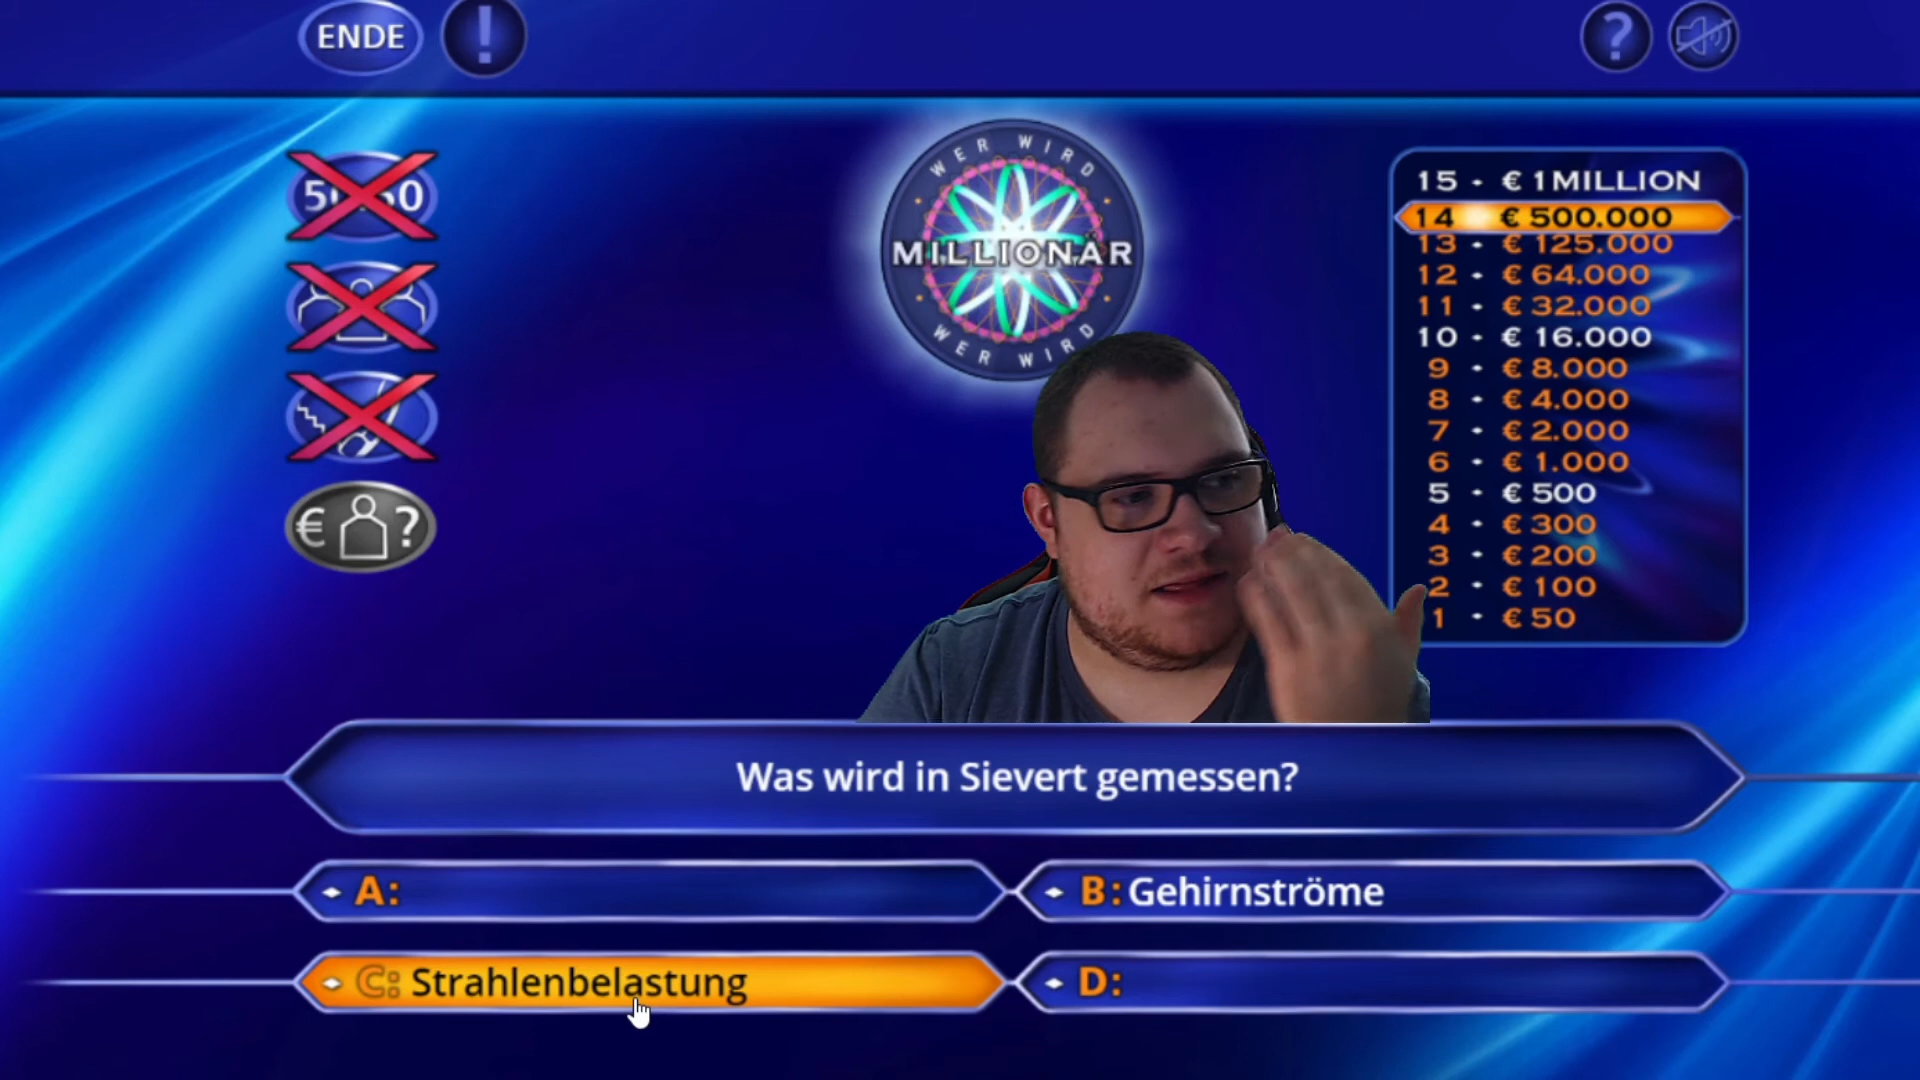 ENDE
!
?
WER WIRD
MILLIONÄR
WER WIRD
€ ?
15 · € 1 MILLION
14 € 500.000
13 · € 125.000
12 · € 64.000
11 · € 32.000
10 · € 16.000
9 · € 8.000
8 · € 4.000
7 · € 2.000
6 · € 1.000
5 · € 500
4 · € 300
3 · € 200
2 · € 100
1 · € 50
Was wird in Sievert gemessen?
A:
B: Gehirnströme
C: Strahlenbelastung
D: